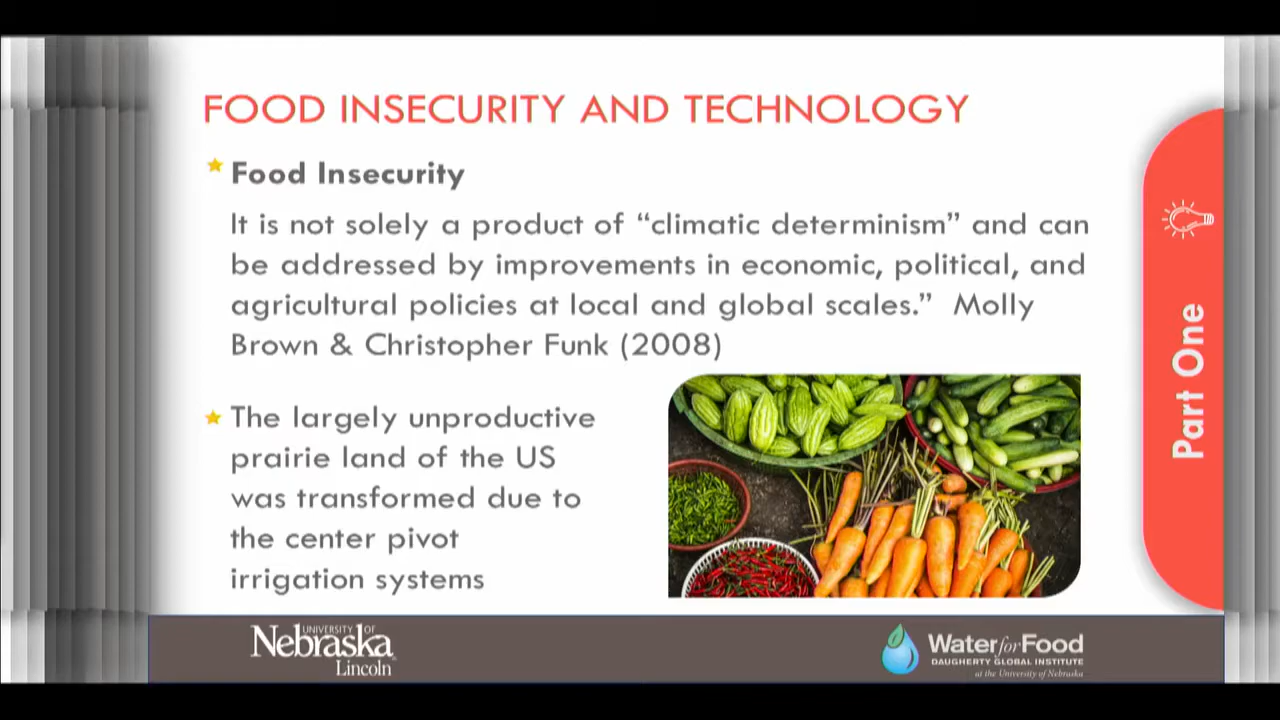 FOOD INSECURITY AND TECHNOLOGY
Food Insecurity
It is not solely a product of “climatic determinism” and can
be addressed by improvements in economic, political, and
agricultural policies at local and global scales.” Molly
Brown & Christopher Funk (2008)
The largely unproductive
prairie land of the US
was transformed due to
the center pivot
irrigation systems
Part One
UNIVERSITY OF
Nebraska
Lincoln
Water for Food
DAUGHERTY GLOBAL INSTITUTE
at the University of Nebraska